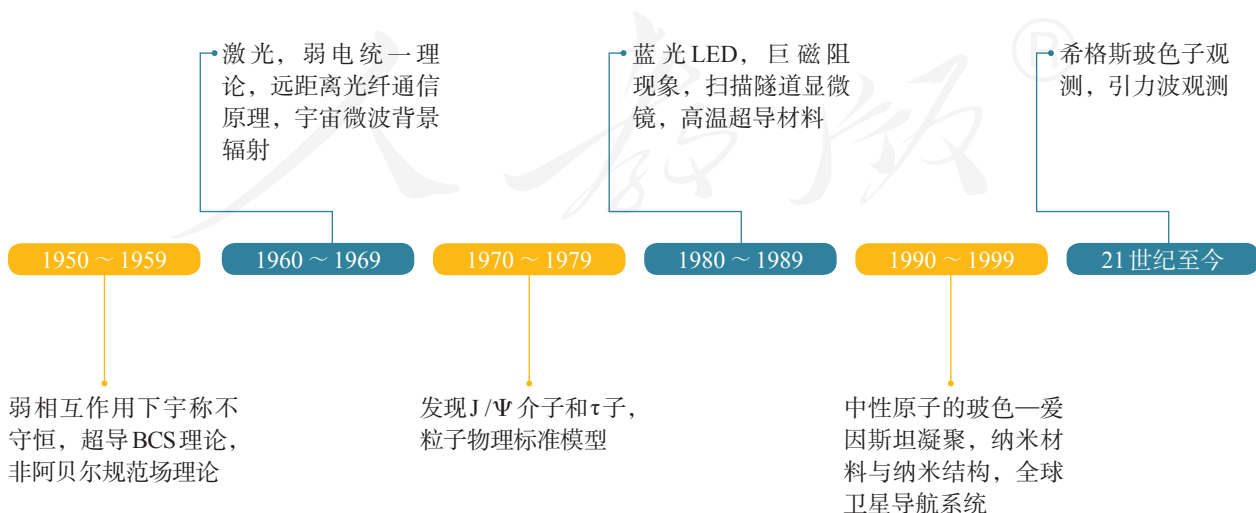 激光，弱电统一理
论，远距离光纤通信
原理，宇宙微波背景
辐射
蓝光LED，巨磁阻
现象，扫描隧道显微
镜，高温超导材料
希格斯玻色子观
测，引力波观测
1950～1959
1960～1969
1970～1979
1980～1989
1990～1999
21世纪至今
弱相互作用下宇称不
守恒，超导BCS理论，
非阿贝尔规范场理论
发现J/Ψ介子和τ子，
粒子物理标准模型
中性原子的玻色—爱
因斯坦凝聚，纳米材
料与纳米结构，全球
卫星导航系统
人教版®